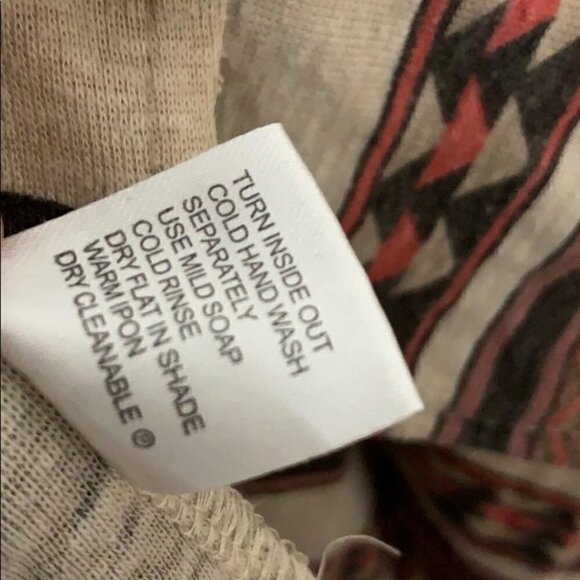 TURN INSIDE OUT
COLD HAND WASH
SEPARATELY
USE MILD SOAP
COLD RINSE
DRY FLAT IN SHADE
WARM IPON
DRY CLEANABLE Ⓟ